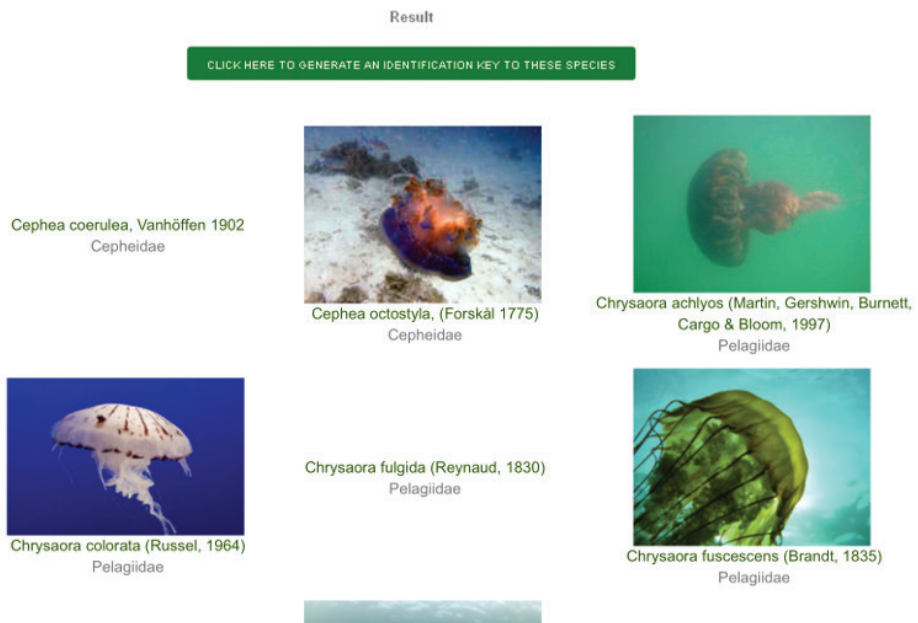 Result
CLICK HERE TO GENERATE AN IDENTIFICATION KEY TO THESE SPECIES
Cephea coerulea, Vanhöffen 1902
Cepheidae
Cephea octostyla, (Forskål 1775)
Cepheidae
Chrysaora achlyos (Martin, Gershwin, Burnett,
Cargo & Bloom, 1997)
Pelagiidae
Chrysaora colorata (Russel, 1964)
Pelagiidae
Chrysaora fulgida (Reynaud, 1830)
Pelagiidae
Chrysaora fuscescens (Brandt, 1835)
Pelagiidae